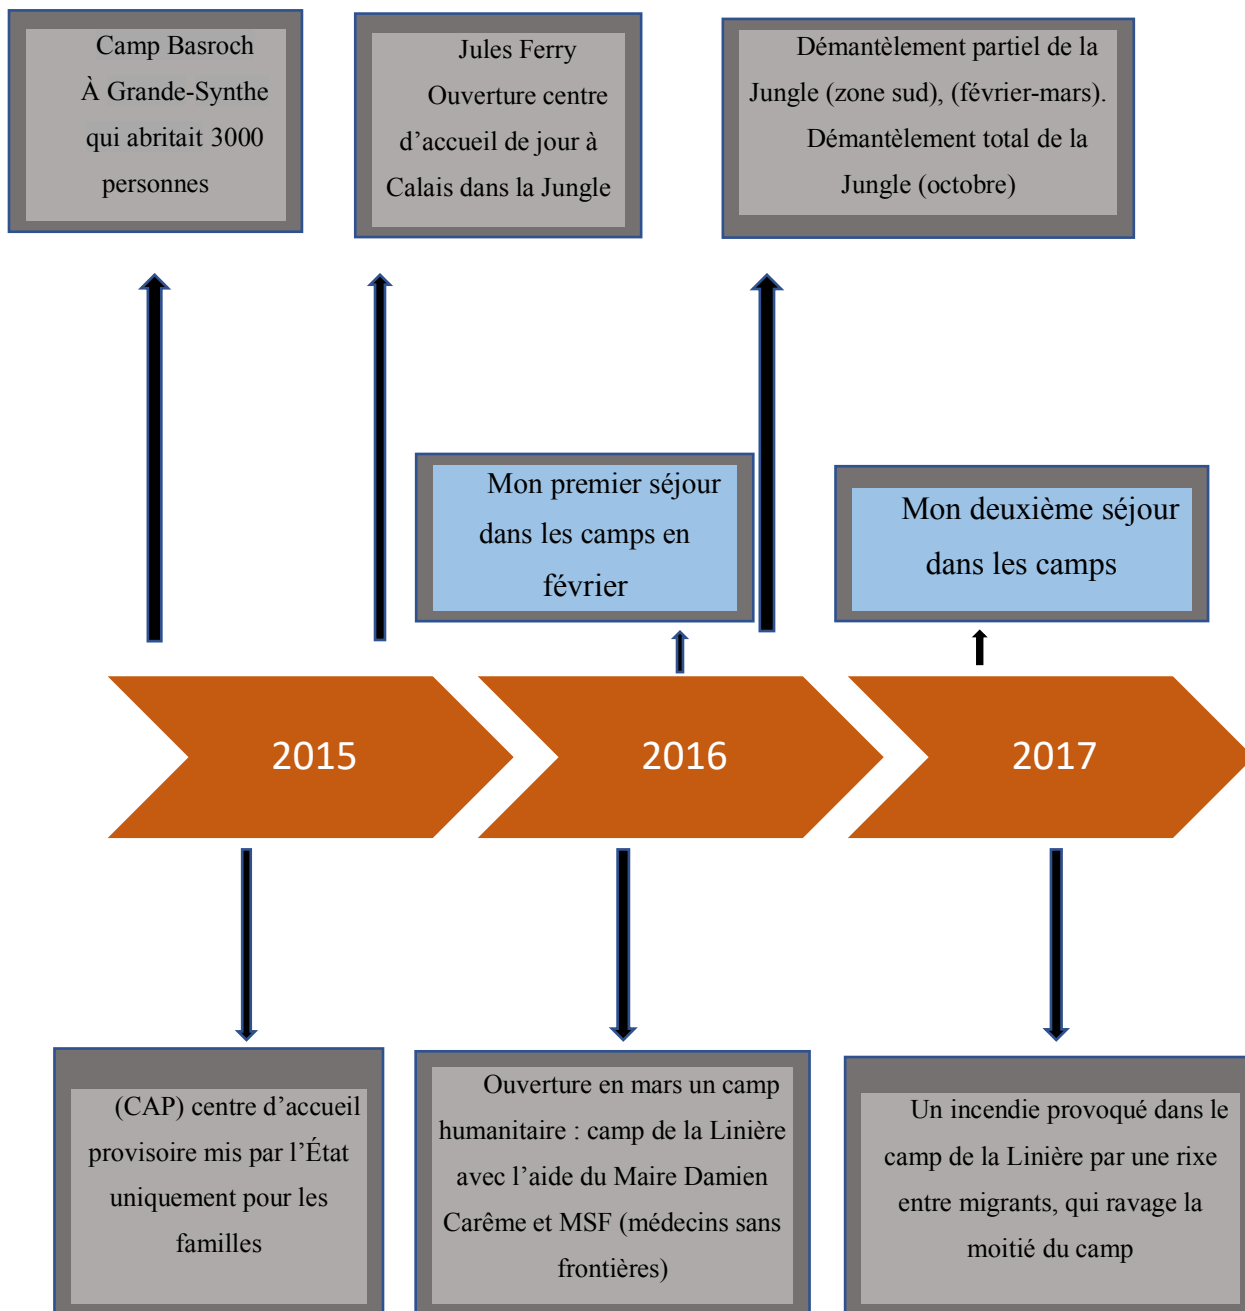 Camp Basroch
À Grande-Synthe
qui abritait 3000
personnes
Jules Ferry
Ouverture centre
d’accueil de jour à
Calais dans la Jungle
Démantèlement partiel de la
Jungle (zone sud), (février-mars).
Démantèlement total de la
Jungle (octobre)
Mon premier séjour
dans les camps en
février
Mon deuxième séjour
dans les camps
2015
2016
2017
(CAP) centre d’accueil
provisoire mis par l’État
uniquement pour les
familles
Ouverture en mars un camp
humanitaire : camp de la Linière
avec l’aide du Maire Damien
Carême et MSF (médecins sans
frontières)
Un incendie provoqué dans le
camp de la Linière par une rixe
entre migrants, qui ravage la
moitié du camp